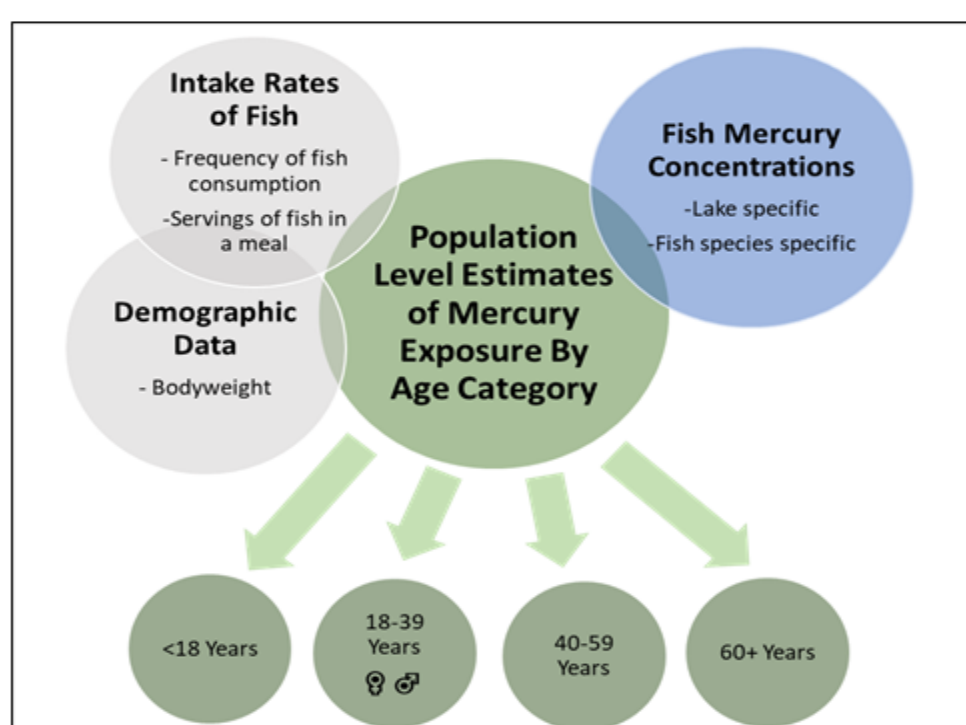 Intake Rates
of Fish
- Frequency of fish
consumption
-Servings of fish in
a meal
Demographic
Data
- Bodyweight
Population
Level Estimates
of Mercury
Exposure By
Age Category
Fish Mercury
Concentrations
-Lake specific
-Fish species specific
<18 Years
18-39
Years
40-59
Years
60+ Years